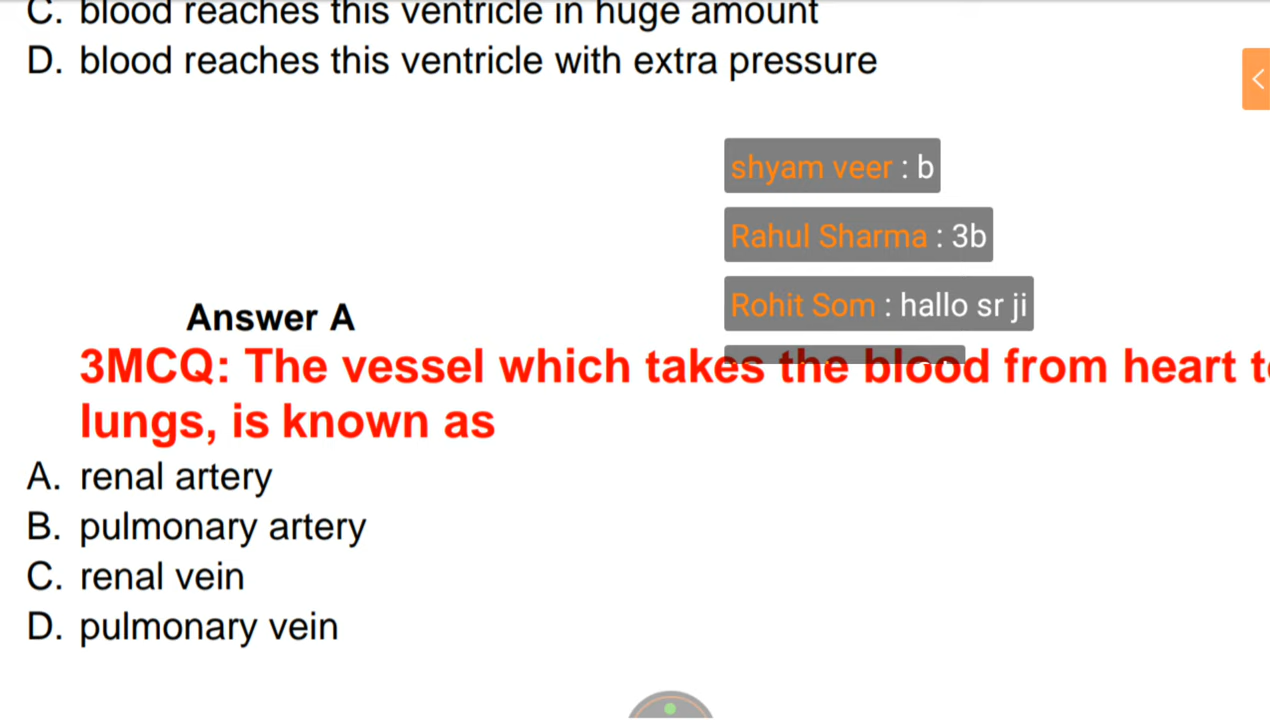 C. blood reaches this ventricle in huge amount
D. blood reaches this ventricle with extra pressure
shyam veer : b
Rahul Sharma : 3b
Rohit Som : hallo sr ji
Answer A
3MCQ: The vessel which takes the blood from heart
lungs, is known as
A. renal artery
B. pulmonary artery
C. renal vein
D. pulmonary vein